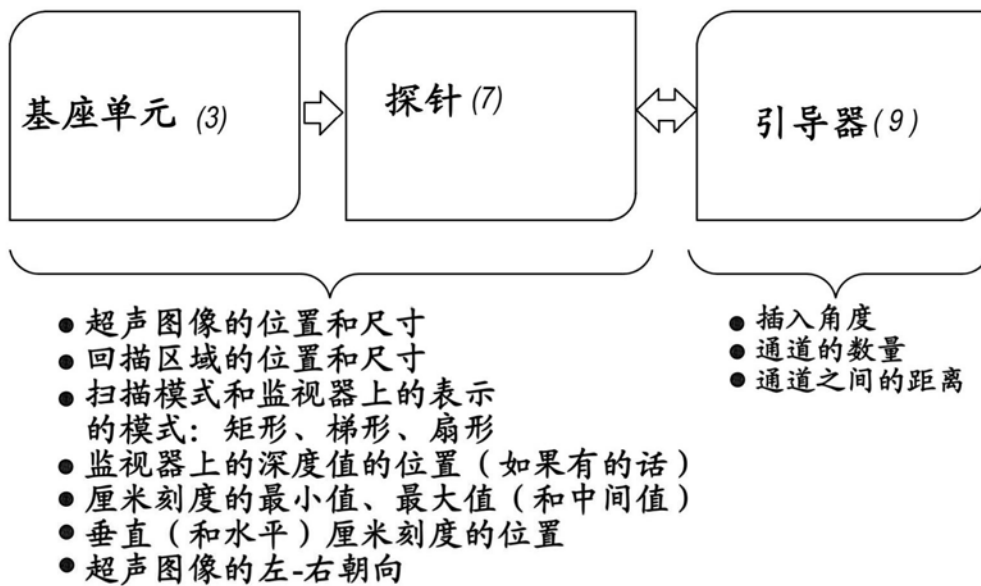 基座单元 (3)
探针 (7)
引导器 (9)
● 超声图像的位置和尺寸
● 回描区域的位置和尺寸
● 扫描模式和监视器上的表示
的模式：矩形、梯形、扇形
● 监视器上的深度值的位置（如果有的话）
● 厘米刻度的最小值、最大值（和中间值）
● 垂直（和水平）厘米刻度的位置
● 超声图像的左-右朝向
● 插入角度
● 通道的数量
● 通道之间的距离